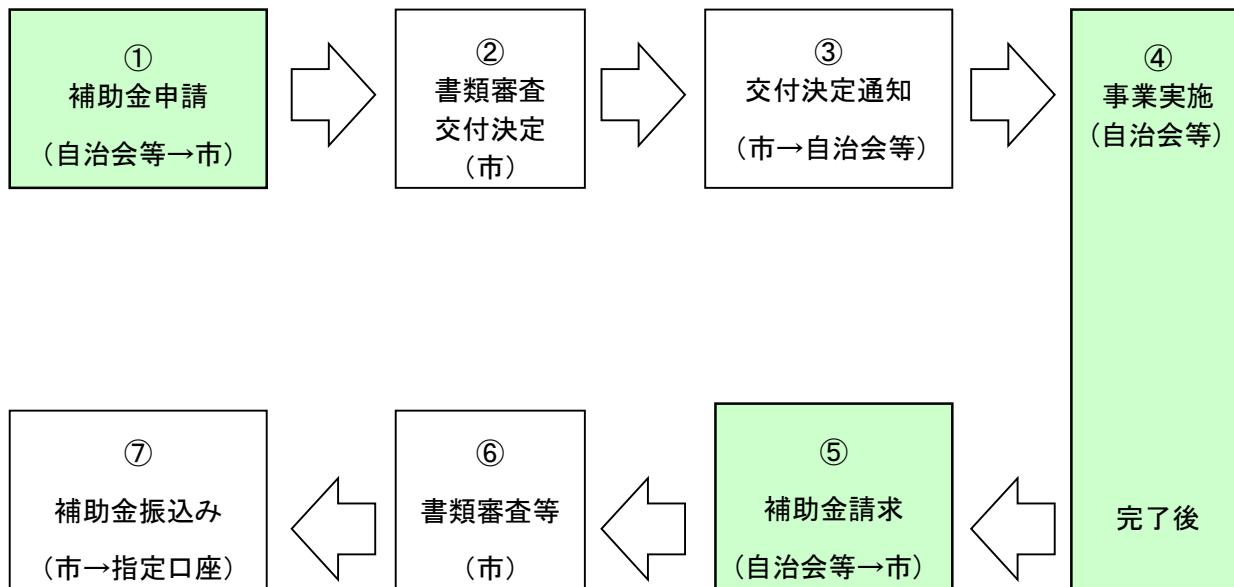 ①
補助金申請
（自治会等→市）
②
書類審査
交付決定
（市）
③
交付決定通知
（市→自治会等）
④
事業実施
（自治会等）
完了後
⑤
補助金請求
（自治会等→市）
⑥
書類審査等
（市）
⑦
補助金振込み
（市→指定口座）